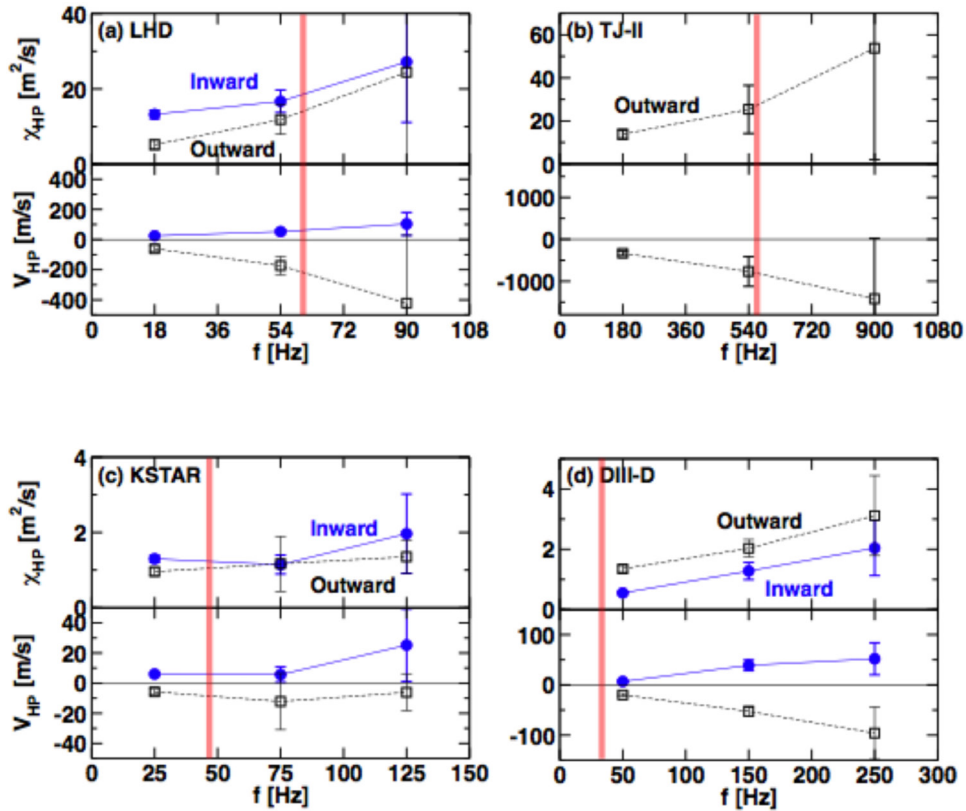 (a) LHD
χHP [m²/s]
40
20
0
Inward
Outward
VHP [m/s]
400
200
0
-200
-400
0 18 36 54 72 90 108
f [Hz]
(b) TJ-II
60
40
20
0
Outward
1000
0
-1000
0 180 360 540 720 900 1080
f [Hz]
(c) KSTAR
χHP [m²/s]
4
2
0
Inward
Outward
VHP [m/s]
40
20
0
-20
-40
0 25 50 75 100 125 150
f [Hz]
(d) DIII-D
4
2
0
Outward
Inward
100
0
-100
0 50 100 150 200 250 300
f [Hz]